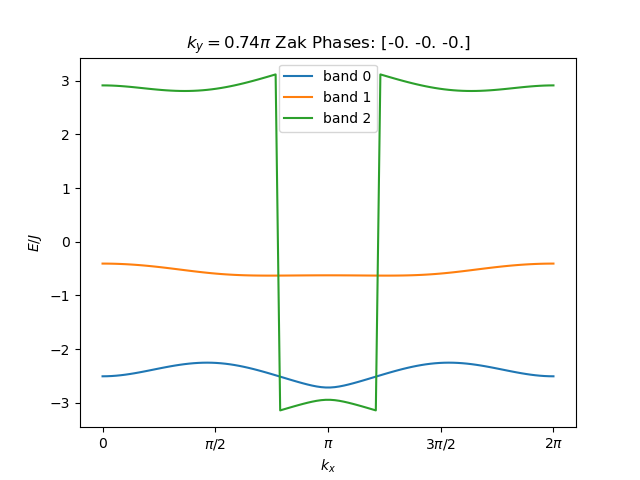 $k_y = 0.74\pi$ Zak Phases: [-0. -0. -0.]
band 0
band 1
band 2
3
2
1
0
−1
−2
−3
E/J
0
π/2
π
3π/2
2π
$k_x$